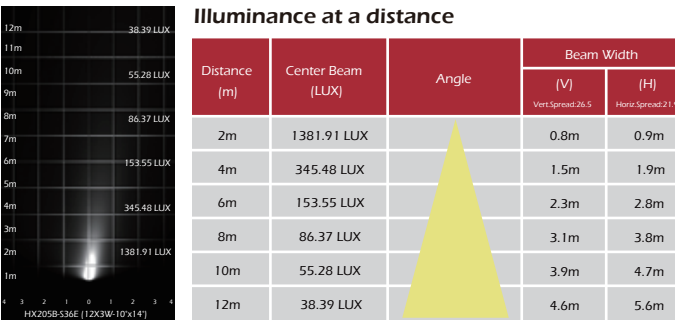 Illuminance at a distance
12m 38.39 LUX
11m
10m 55.28 LUX
9m
8m 86.37 LUX
7m
6m 153.55 LUX
5m
4m 345.48 LUX
3m
2m 1381.91 LUX
1m
4 3 2 1 0 1 2 3 4
HX205B-S36E (12X3W-10°x14°)
Distance
(m)
Center Beam
(LUX)
Angle
Beam Width
(V)
Vert.Spread:26.5
(H)
Horiz.Spread:21.9
2m 1381.91 LUX 0.8m 0.9m
4m 345.48 LUX 1.5m 1.9m
6m 153.55 LUX 2.3m 2.8m
8m 86.37 LUX 3.1m 3.8m
10m 55.28 LUX 3.9m 4.7m
12m 38.39 LUX 4.6m 5.6m